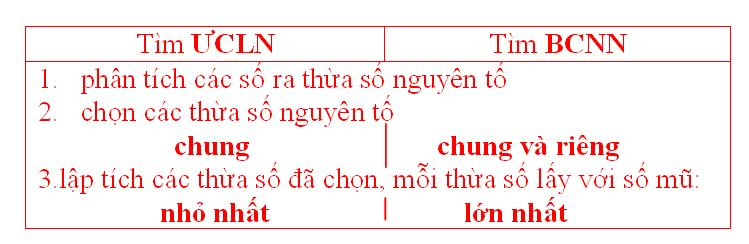 Tìm ƯCLN Tìm BCNN
1. phân tích các số ra thừa số nguyên tố
2. chọn các thừa số nguyên tố
chung chung và riêng
3.lập tích các thừa số đã chọn, mỗi thừa số lấy với số mũ:
nhỏ nhất lớn nhất